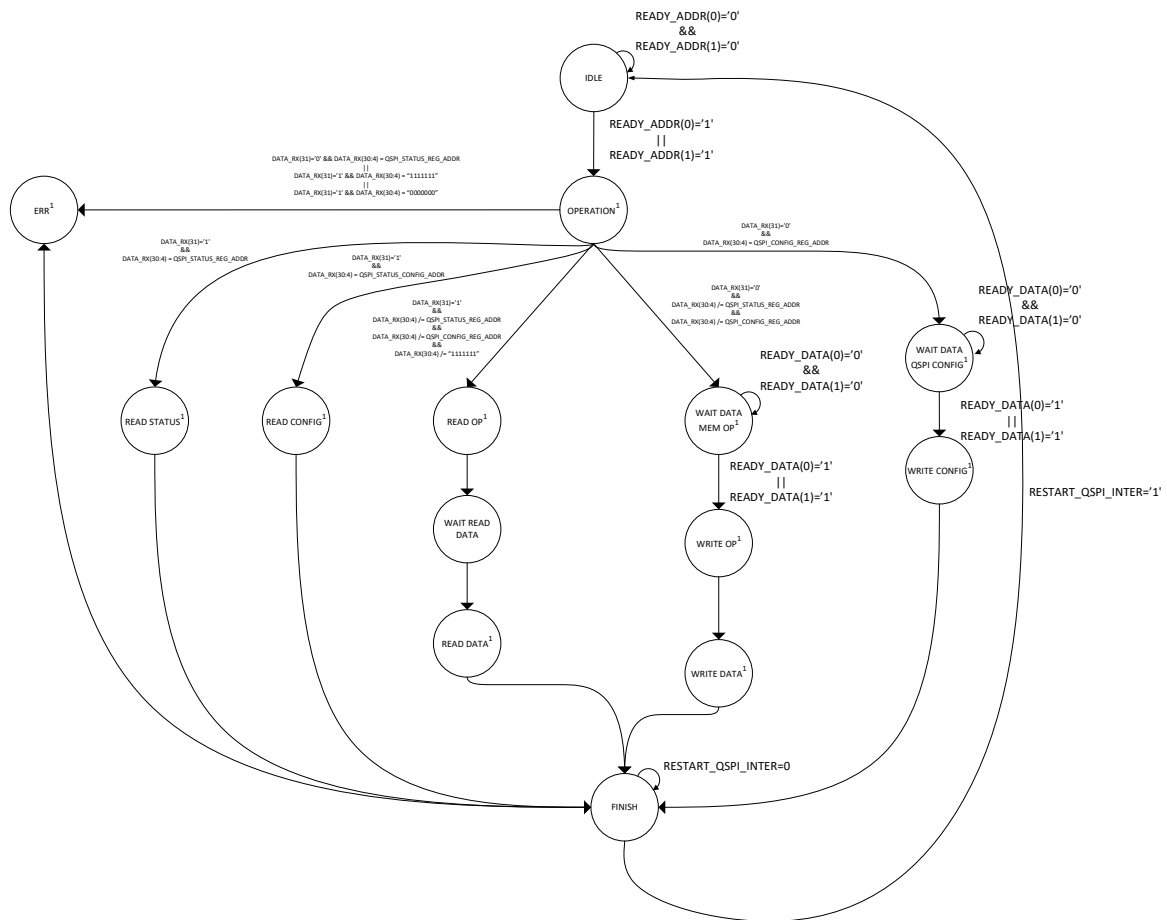 READY_ADDR(0)='0'
&&
READY_ADDR(1)='0'
IDLE
READY_ADDR(0)='1'
||
READY_ADDR(1)='1'
DATA_RX(31)='0' && DATA_RX(30:4) = QSPI_STATUS_REG_ADDR
||
DATA_RX(31)='1' && DATA_RX(30:4) = "1111111"
||
DATA_RX(31)='1' && DATA_RX(30:4) = "0000000"
ERR1
OPERATION1
DATA_RX(31)='1'
&&
DATA_RX(30:4) = QSPI_STATUS_REG_ADDR
DATA_RX(31)='1'
&&
DATA_RX(30:4) = QSPI_STATUS_CONFIG_ADDR
DATA_RX(31)='1'
&&
DATA_RX(30:4) /= QSPI_STATUS_REG_ADDR
&&
DATA_RX(30:4) /= QSPI_CONFIG_REG_ADDR
&&
DATA_RX(30:4) /= "1111111"
DATA_RX(31)='0'
&&
DATA_RX(30:4) /= QSPI_STATUS_REG_ADDR
&&
DATA_RX(30:4) /= QSPI_CONFIG_REG_ADDR
DATA_RX(31)='0'
&&
DATA_RX(30:4) = QSPI_CONFIG_REG_ADDR
READY_DATA(0)='0'
&&
READY_DATA(1)='0'
WAIT DATA
QSPI CONFIG1
READY_DATA(0)='0'
&&
READY_DATA(1)='0'
READ STATUS1
READ CONFIG1
READ OP1
WAIT DATA
MEM OP1
READY_DATA(0)='1'
||
READY_DATA(1)='1'
WRITE CONFIG1
READY_DATA(0)='1'
||
READY_DATA(1)='1'
RESTART_QSPI_INTER='1'
WAIT READ
DATA
WRITE OP1
READ DATA1
WRITE DATA1
RESTART_QSPI_INTER=0
FINISH